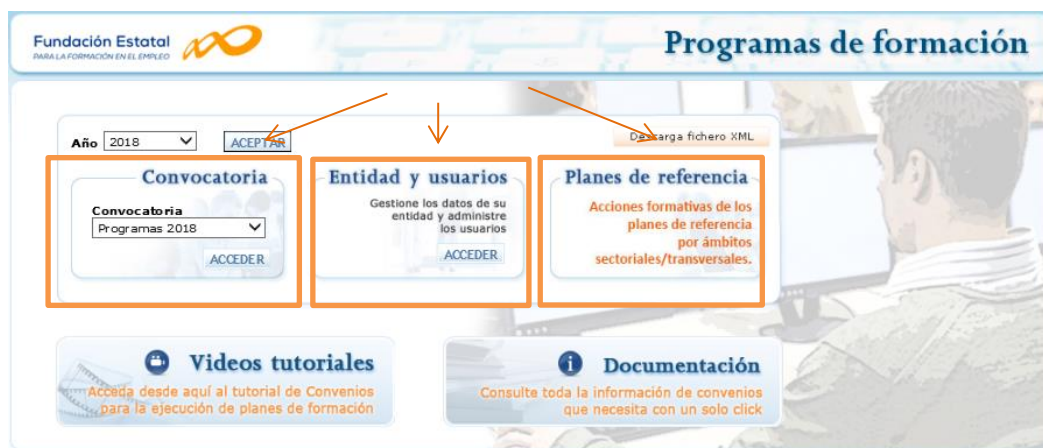 Fundación Estatal
PARA LA FORMACIÓN EN EL EMPLEO
Programas de formación
Año 2018 ACEPTAR
Descarga fichero XML
Convocatoria
Convocatoria
Programas 2018
ACCEDER
Entidad y usuarios
Gestione los datos de su
entidad y administre
los usuarios
ACCEDER
Planes de referencia
Acciones formativas de los
planes de referencia
por ámbitos
sectoriales/transversales.
Videos tutoriales
Acceda desde aquí al tutorial de Convenios
para la ejecución de planes de formación
Documentación
Consulte toda la información de convenios
que necesita con un solo click